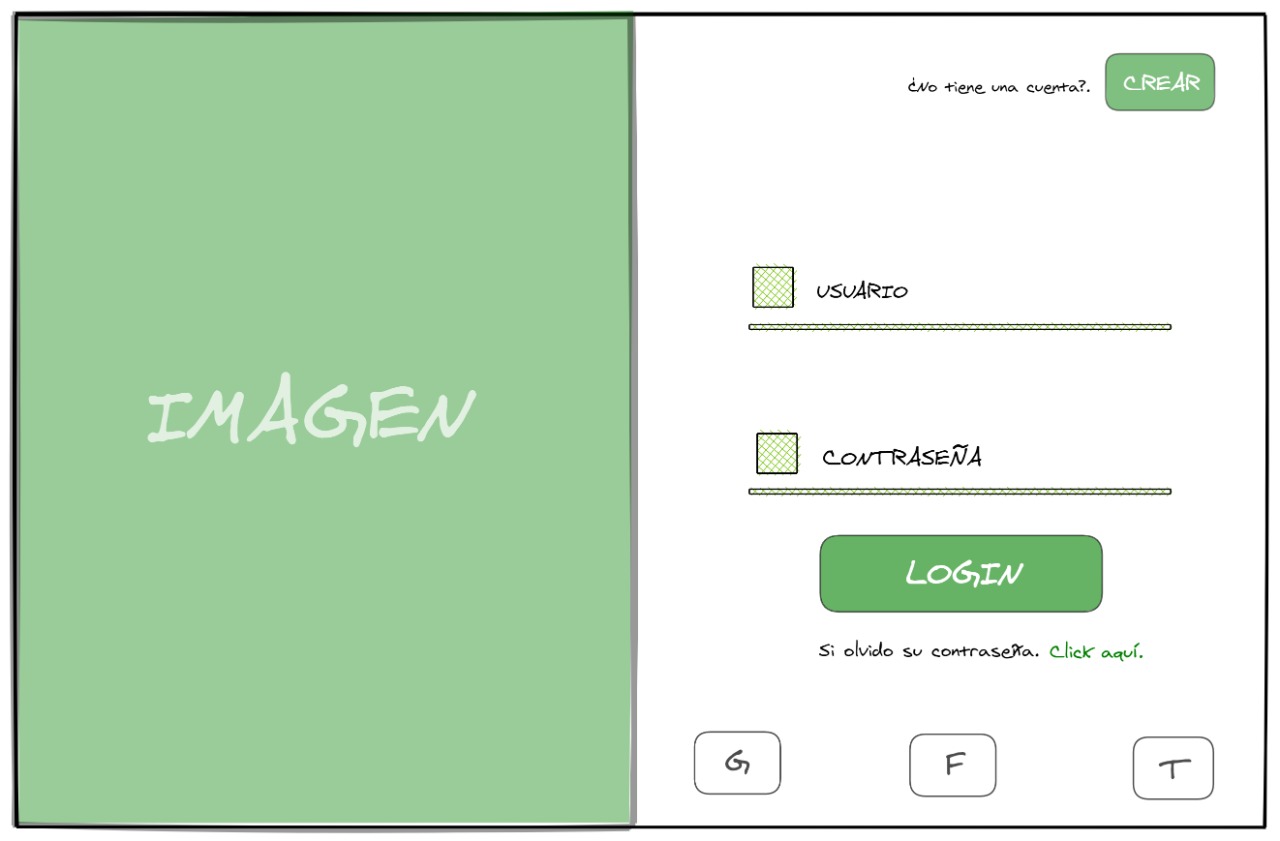 IMAGEN
¿No tiene una cuenta?. CREAR
USUARIO
CONTRASEÑA
LOGIN
Si olvido su contraseña. Click aquí.
G F T